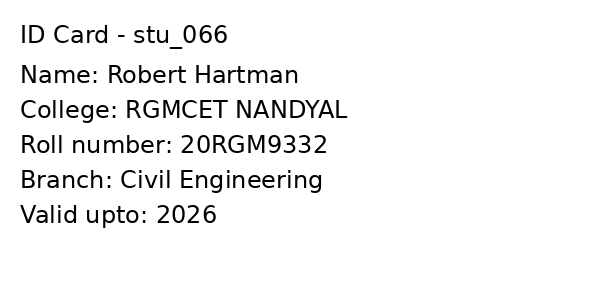 ID Card - stu_066
Name: Robert Hartman
College: RGMCET NANDYAL
Roll number: 20RGM9332
Branch: Civil Engineering
Valid upto: 2026